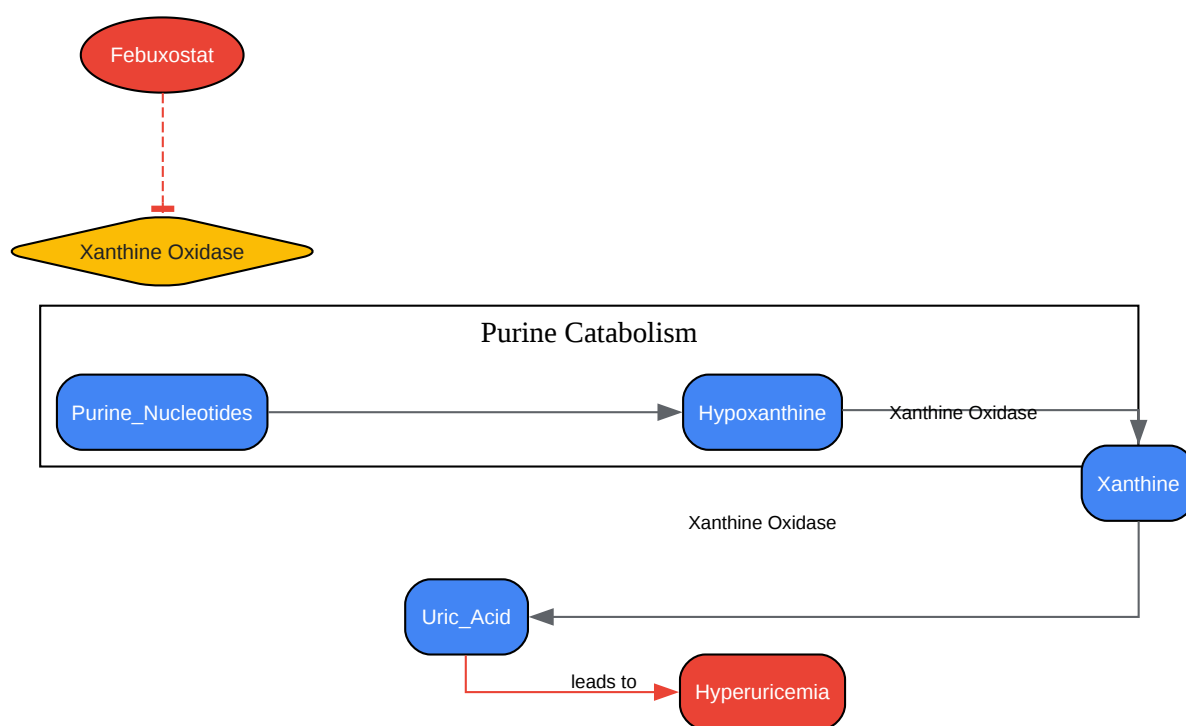 Febuxostat
Xanthine Oxidase
Purine Catabolism
Purine_Nucleotides
Hypoxanthine
Xanthine Oxidase
Xanthine
Xanthine Oxidase
Uric_Acid
leads to
Hyperuricemia